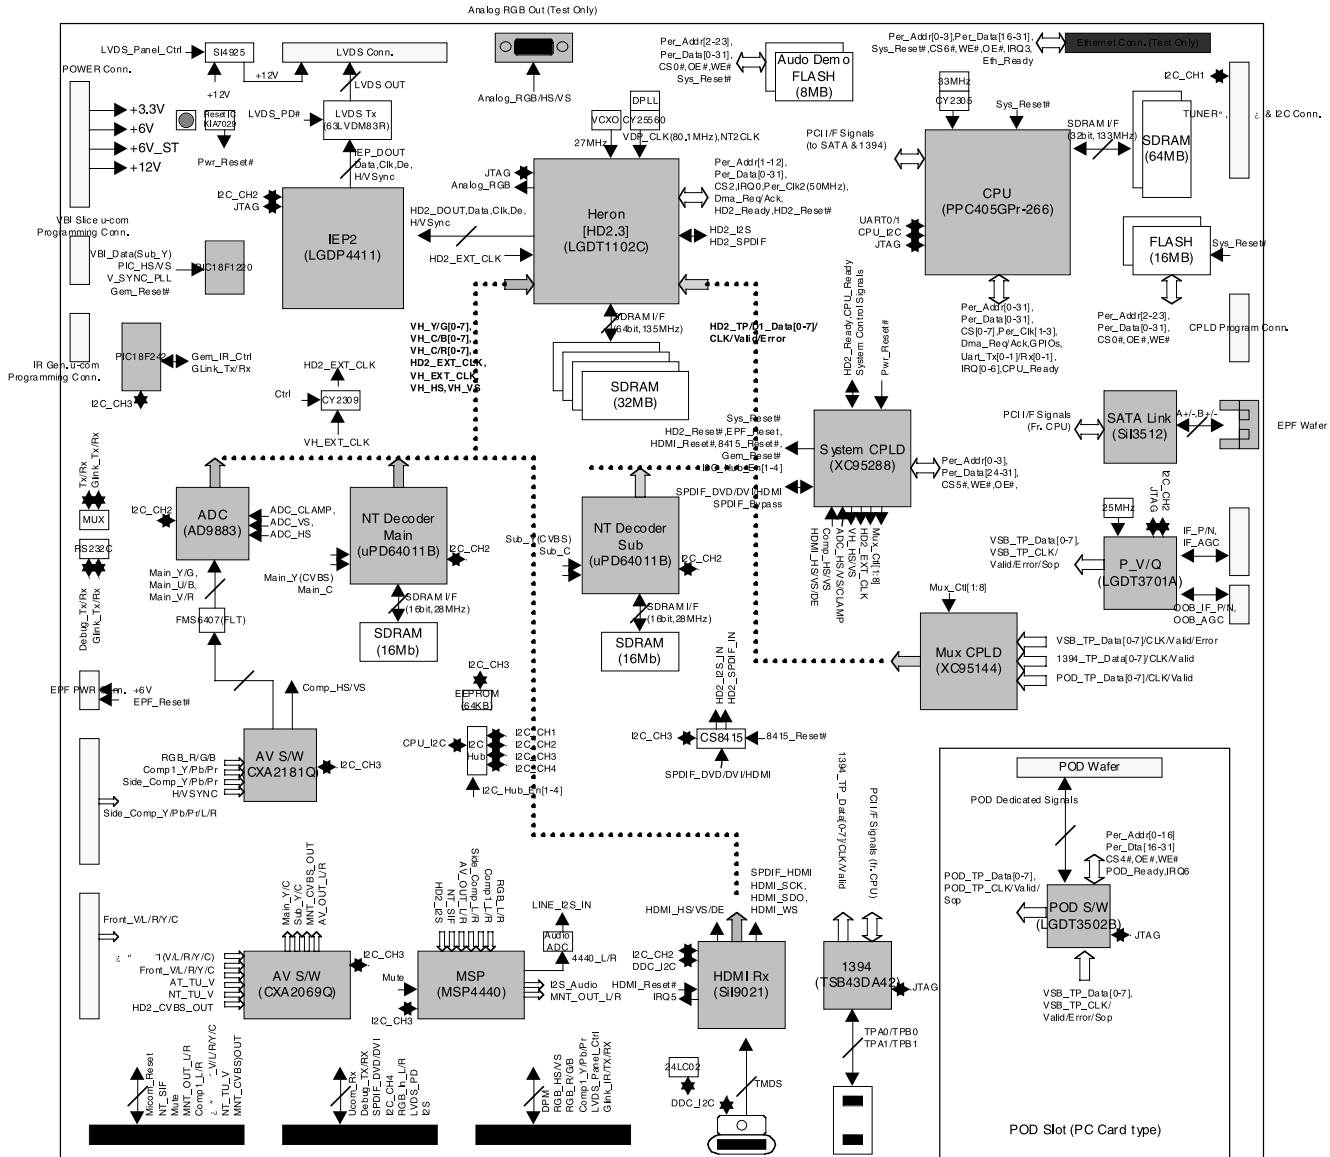 Analog RGB Out (Test Only)
LVDS_Panel_Ctrl
SI4925
LVDS Conn.
+12V
+12V
LVDS OUT
POWER Conn.
+3.3V
+6V
+6V_ST
+12V
Reset IC
KIA7029
Pwr_Reset#
LVDS_PD#
LVDS Tx
(63LVDM83R)
IEP_DOUT
Data,Clk,De,
H/VSync
Analog_RGB/HS/VS
Per_Addr[2-23],
Per_Data[0-31],
CS0#,OE#,WE#
Sys_Reset#
Audo Demo
FLASH
(8MB)
Per_Addr[0-3],Per_Data[16-31],
Sys_Reset#,CS6#,WE#,OE#,IRQ3,
Eth_Ready
Ethernet Conn. (Test Only)
I2C_CH1
& I2C Conn.
33MHz
CY2305
Sys_Reset#
SDRAM I/F
(32bit,133MHz)
SDRAM
(64MB)
PCI I/F Signals
(to SATA & 1394)
CPU
(PPC405GPr-266)
UART0/1
CPU_I2C
JTAG
FLASH
(16MB)
Sys_Reset#
Per_Addr[2-23],
Per_Data[0-31],
CS0#,OE#,WE#
CPLD Program Conn.
Per_Addr[0-31],
Per_Data[0-31],
CS[0-7],Per_Clk[1-3],
Dma_Req/Ack,GPIOs,
Uart_Tx[0-1]/Rx[0-1],
IRQ[0-6],CPU_Ready
DPLL
VCXO
CY25560
27MHz
VDP_CLK(80.1MHz),NT2CLK
JTAG
Analog_RGB
Heron
[HD2.3]
(LGDT1102C)
Per_Addr[1-12],
Per_Data[0-31],
CS2,IRQ0,Per_Clk2(50MHz),
Dma_Req/Ack,
HD2_Ready,HD2_Reset#
HD2_I2S
HD2_SPDIF
HD2_DOUT,Data,Clk,De,
H/VSync
HD2_EXT_CLK
I2C_CH2
JTAG
IEP2
(LGDP4411)
VBI Slice u-com
Programming Conn.
VBI_Data(Sub_Y)
PIC_HS/VS
V_SYNC_PLL
Gem_Reset#
PIC18F1220
IR Gen. u-com
Programming Conn.
PIC18F242
Gem_IR_Ctrl
GLink_Tx/Rx
I2C_CH3
HD2_EXT_CLK
Ctrl
CY2309
VH_EXT_CLK
VH_Y/G[0-7],
VH_C/B[0-7],
VH_C/R[0-7],
HD2_EXT_CLK,
VH_EXT_CLK
VH_HS,VH_VS
SDRAM I/F
(64bit,135MHz)
SDRAM
(32MB)
HD2_TP/D1_Data[0-7]/
CLK/Valid/Error
HD2_Ready,CPU_Ready
System Control Signals
Pwr_Reset#
Sys_Reset#
HD2_Reset#,EPF_Reset,
HDMI_Reset#,8415_Reset#,
Gem_Reset#
I2C_Hub_En[1-4]
SPDIF_DVD/DVI/HDMI
SPDIF_Bypass
System CPLD
(XC95288)
Per_Addr[0-3],
Per_Data[24-31],
CS5#,WE#,OE#,
HDMI_HS/VS/DE
Comp_HS/VS
ADC_HS/VS/CLAMP
VH_HS/VS
HD2_EXT_CLK
Mux_Ctl[1:8]
PCI I/F Signals
(Fr. CPU)
SATA Link
(Sil3512)
A+/-,B+/-
EPF Wafer
25MHz
JTAG
I2C_CH2
VSB_TP_Data[0-7],
VSB_TP_CLK/
Valid/Error/Sop
P_V/Q
(LGDT3701A)
IF_P/N,
IF_AGC
OOB_IF_P/N,
OOB_AGC
Tx/Rx
Glink_Tx/Rx
MUX
RS232C
Debug_Tx/Rx
Glink_Tx/Rx
I2C_CH2
ADC
(AD9883)
ADC_CLAMP,
ADC_VS,
ADC_HS
Main_Y/G,
Main_U/B,
Main_V/R
FMS6407(FLT)
NT Decoder
Main
(uPD64011B)
I2C_CH2
Main_Y(CVBS)
Main_C
SDRAM I/F
(16bit,28MHz)
SDRAM
(16Mb)
NT Decoder
Sub
(uPD64011B)
Sub_Y(CVBS)
Sub_C
I2C_CH2
SDRAM I/F
(16bit,28MHz)
SDRAM
(16Mb)
Mux_Ctl[1:8]
Mux CPLD
(XC95144)
VSB_TP_Data[0-7]/CLK/Valid/Error
1394_TP_Data[0-7]/CLK/Valid
POD_TP_Data[0-7]/CLK/Valid
EPF PWR Conn.
+6V
EPF_Reset#
Comp_HS/VS
I2C_CH3
EEPROM
(64KB)
CPU_I2C
I2C
Hub
I2C_CH1
I2C_CH2
I2C_CH3
I2C_CH4
I2C_Hub_En[1-4]
HD2_I2S_IN
HD2_SPDIF_IN
I2C_CH3
CS8415
8415_Reset#
SPDIF_DVD/DVI/HDMI
RGB_R/G/B
Comp1_Y/Pb/Pr
Side_Comp_Y/Pb/Pr
H/VSYNC
AV S/W
CXA2181Q)
I2C_CH3
Side_Comp_Y/Pb/Pr/L/R
1394_TP_Data[0-7]/CLK/Valid
PCI I/F Signals (fr.CPU)
POD Wafer
POD Dedicated Signals
Per_Addr[0-16]
Per_Dta[16-31]
CS4#,OE#,WE#
POD_Ready,IRQ6
POD_TP_Data[0-7],
POD_TP_CLK/Valid/
Sop
POD S/W
(LGDT3502B)
JTAG
VSB_TP_Data[0-7],
VSB_TP_CLK/
Valid/Error/Sop
POD Slot (PC Card type)
Front_V/L/R/Y/C
Main_Y/C
Sub_Y/C
MNT_CVBS_OUT
AV_OUT_L/R
1(V/L/R/Y/C)
Front_V/L/R/Y/C
AT_TU_V
NT_TU_V
HD2_CVBS_OUT
AV S/W
(CXA2069Q)
I2C_CH3
HD2_I2S
NT_SIF
AV_OUT_L/R
Side_Comp_L/R
Comp1_L/R
RGB_L/R
Mute
I2C_CH3
MSP
(MSP4440)
LINE_I2S_IN
Audio
ADC
4440_L/R
I2S_Audio
MNT_OUT_L/R
SPDIF_HDMI
HDMI_SCK,
HDMI_SDO,
HDMI_WS
HDMI_HS/VS/DE
I2C_CH2
DDC_I2C
HDMI_Reset#
IRQ5
HDMI Rx
(Sil9021)
1394
(TSB43DA42)
JTAG
TPA0/TPB0
TPA1/TPB1
24LC02
DDC_I2C
TMDS
Micom_Reset
NT_SIF
Mute
MNT_OUT_L/R
Comp1_L/R
V/L/R/Y/C
NT_TU_V
MNT_CVBS)OUT
Ucom_Rx
Debug_TX/RX
SPDIF_DVD/DVI
I2C_CH4
RGB_In_L/R
LVDS_PD
I2S
DPM
RGB_HS/VS
RGB_R/G/B
Comp1_Y/Pb/Pr
LVDS_Panel_Ctrl
Glink_IR/TX/RX